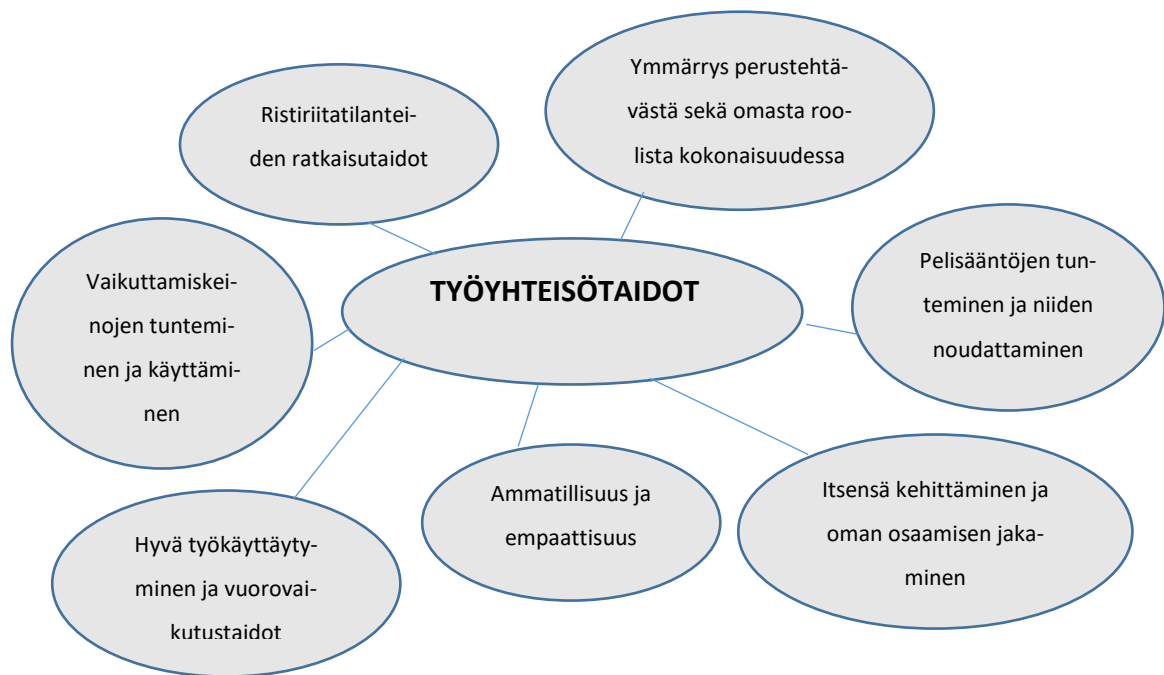 Ymmärrys perustehtä-
västä sekä omasta roo-
lista kokonaisuudessa
Ristiriitatilantei-
den ratkaisutaidot
TYÖYHTEISÖTAIDOT
Vaikuttamiskei-
nojen tuntemi-
nen ja käyttämi-
nen
Pelisääntöjen tun-
teminen ja niiden
noudattaminen
Hyvä työkäyttäyty-
minen ja vuorovai-
kutustaidot
Ammatillisuus ja
empaattisuus
Itsensä kehittäminen ja
oman osaamisen jaka-
minen